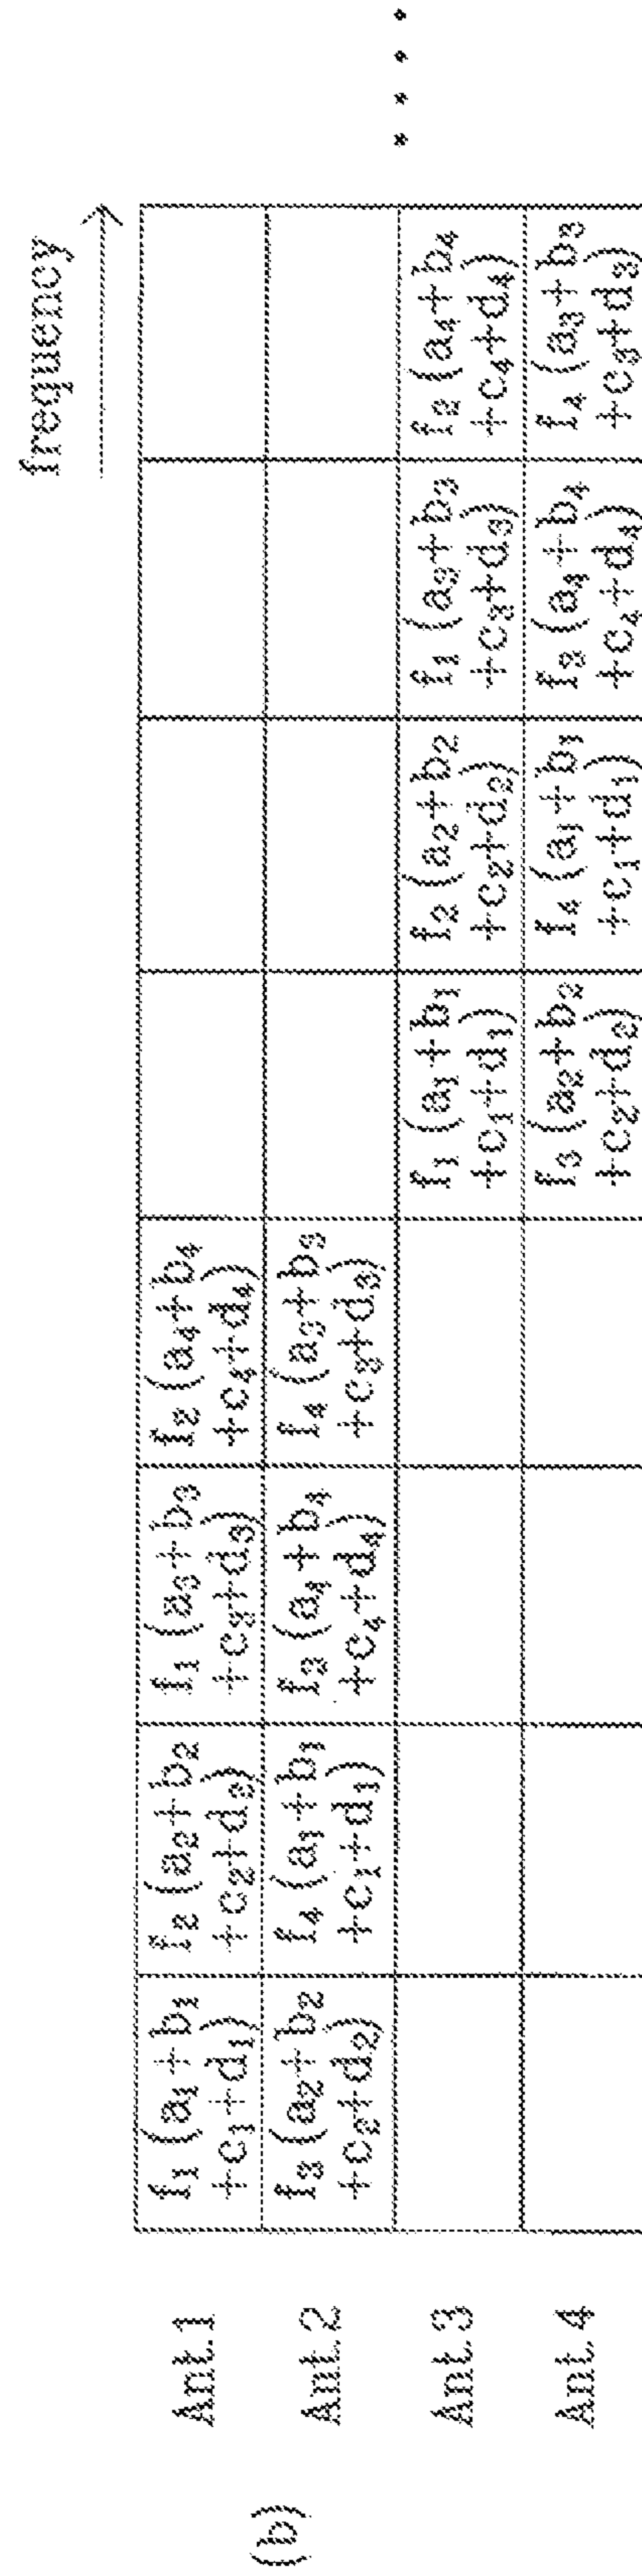 frequency
Ant.1
f₁(a₁+b₁
+c₁+d₁)
f₂(a₂+b₂
+c₂+d₂)
f₁(a₃+b₃
+c₃+d₃)
f₂(a₄+b₄
+c₄+d₄)
(b)
Ant.2
f₃(a₂+b₂
+c₂+d₂)
f₄(a₁+b₁
+c₁+d₁)
f₃(a₄+b₄
+c₄+d₄)
f₄(a₃+b₃
+c₃+d₃)
Ant.3
f₁(a₁+b₁
+c₁+d₁)
f₂(a₂+b₂
+c₂+d₂)
f₁(a₃+b₃
+c₃+d₃)
f₂(a₄+b₄
+c₄+d₄)
Ant.4
f₃(a₂+b₂
+c₂+d₂)
f₄(a₁+b₁
+c₁+d₁)
f₃(a₄+b₄
+c₄+d₄)
f₄(a₃+b₃
+c₃+d₃)